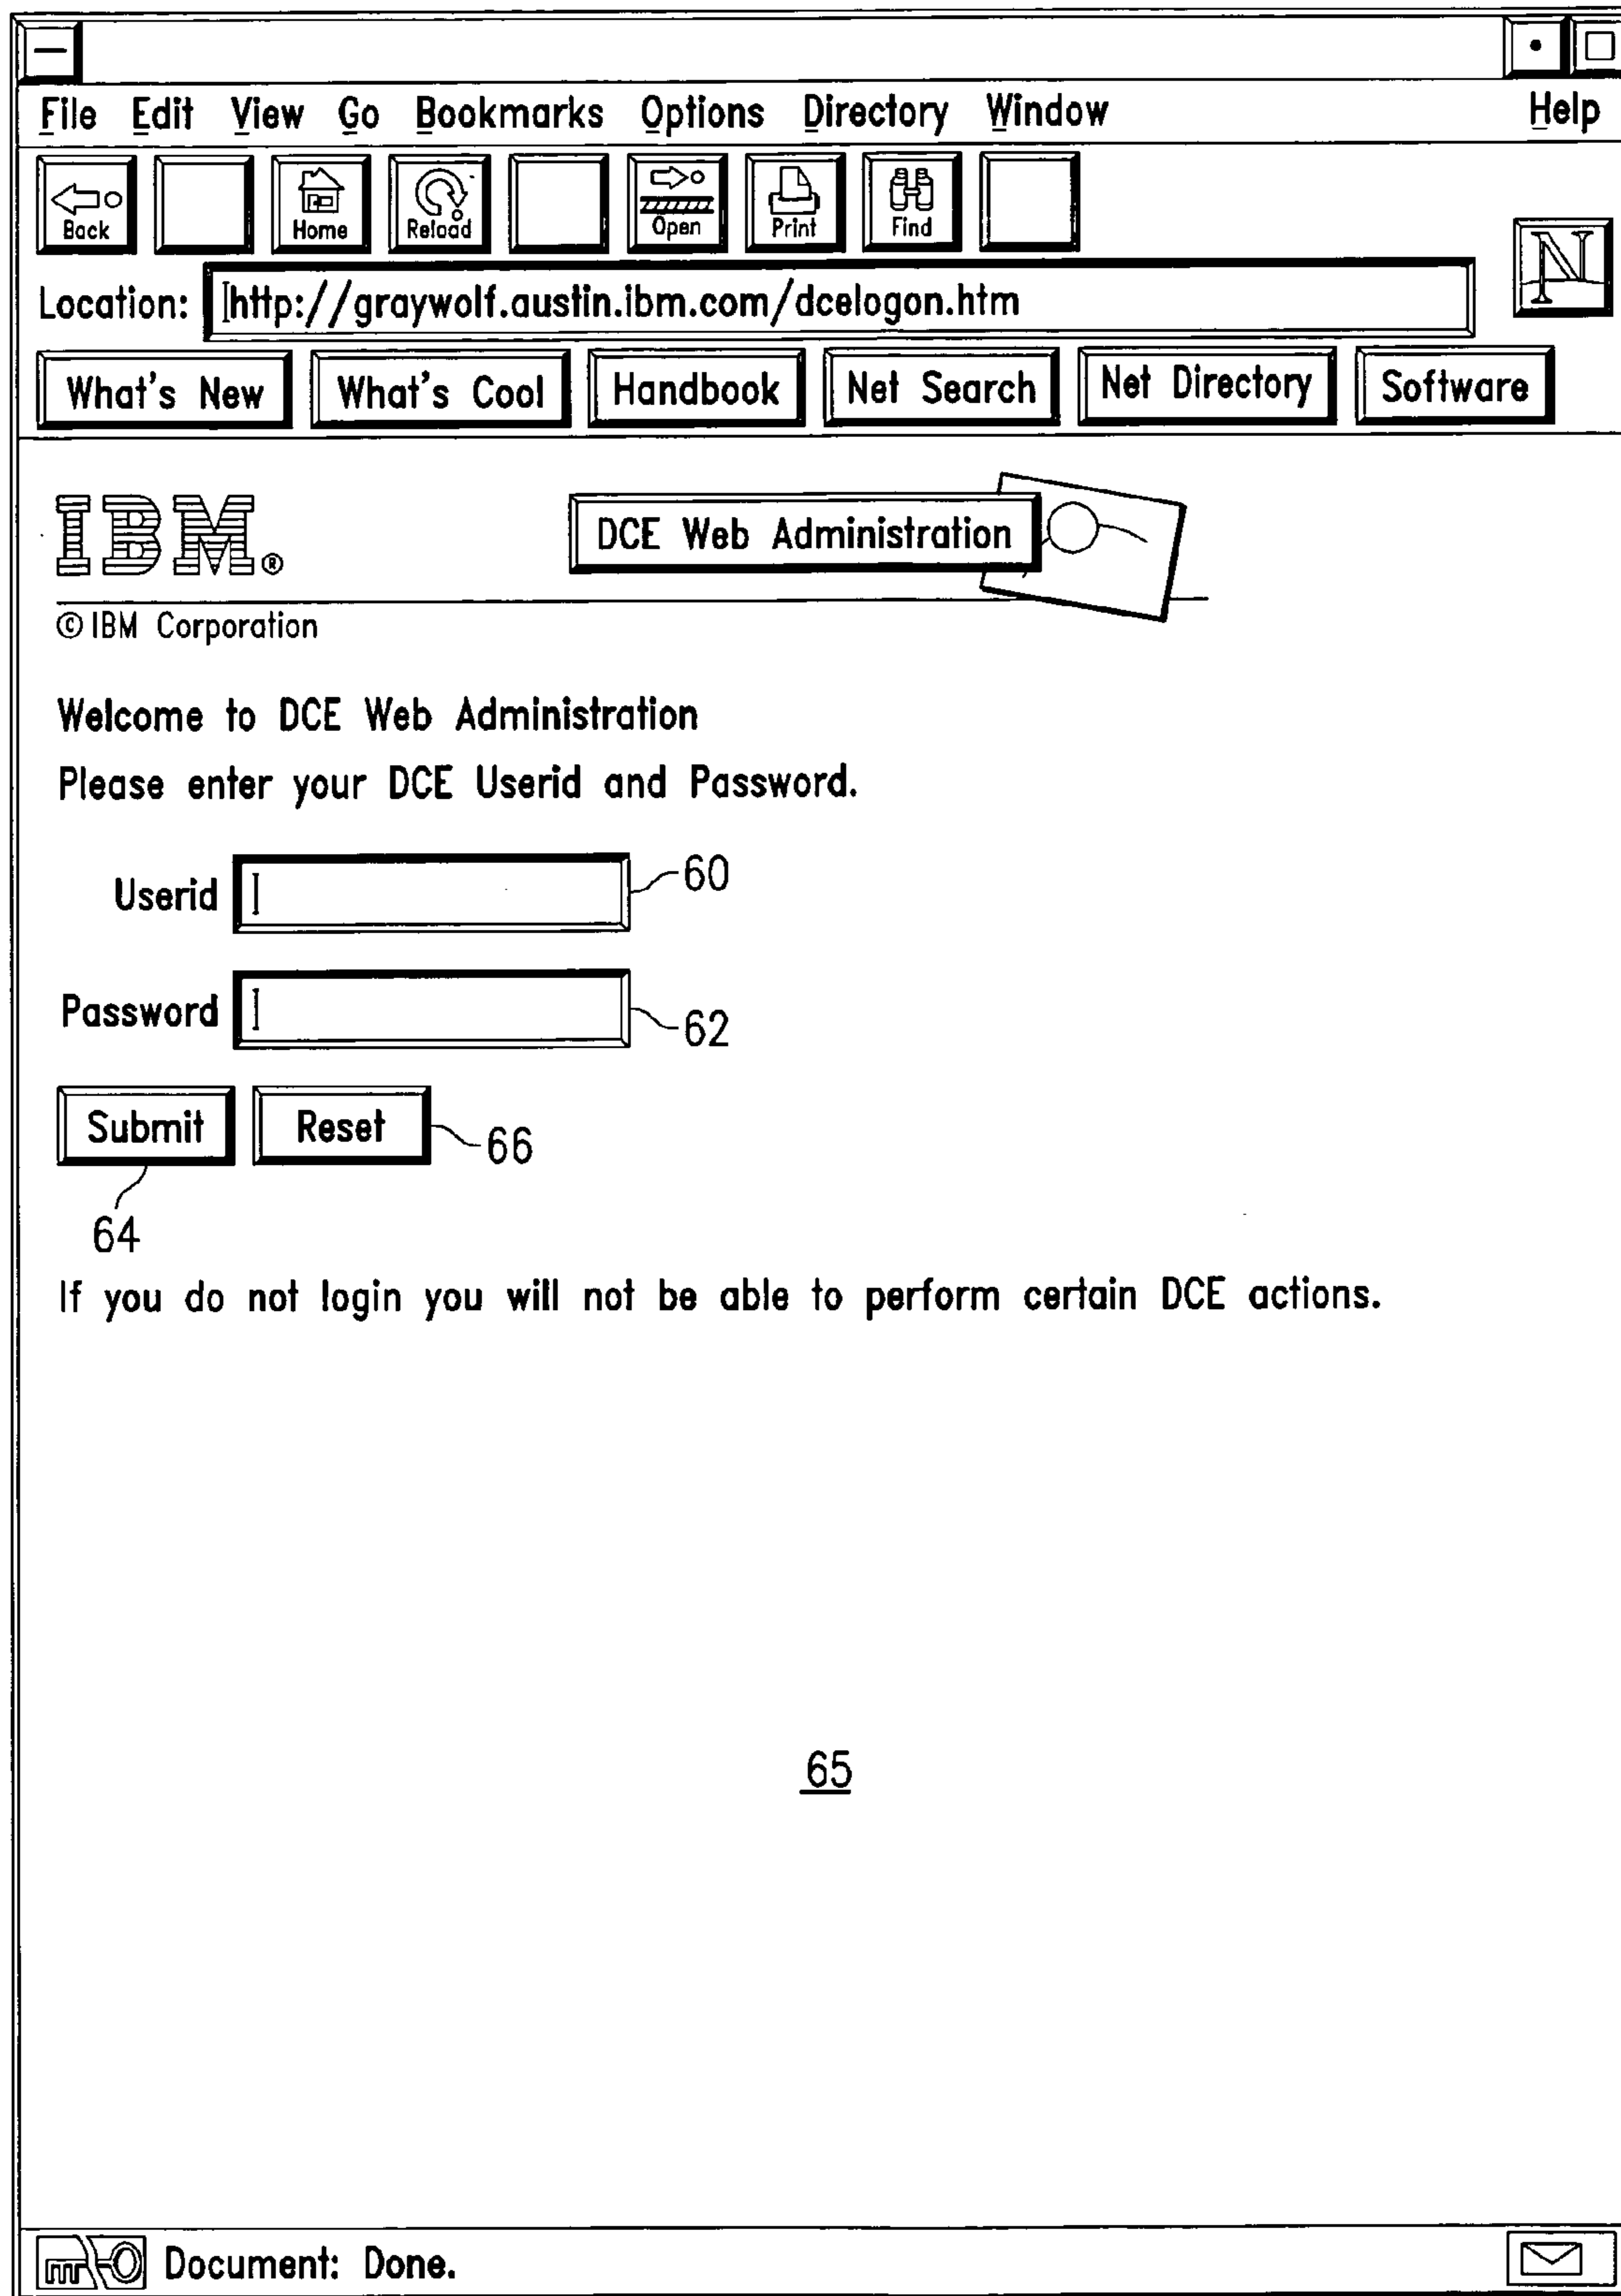 File Edit View Go Bookmarks Options Directory Window Help
Back Home Reload Open Print Find
N
Location: http://graywolf.austin.ibm.com/dcelogon.htm
What's New What's Cool Handbook Net Search Net Directory Software
IBM® DCE Web Administration
© IBM Corporation
Welcome to DCE Web Administration
Please enter your DCE Userid and Password.
Userid 60
Password 62
Submit Reset 66
64
If you do not login you will not be able to perform certain DCE actions.
65
Document: Done.